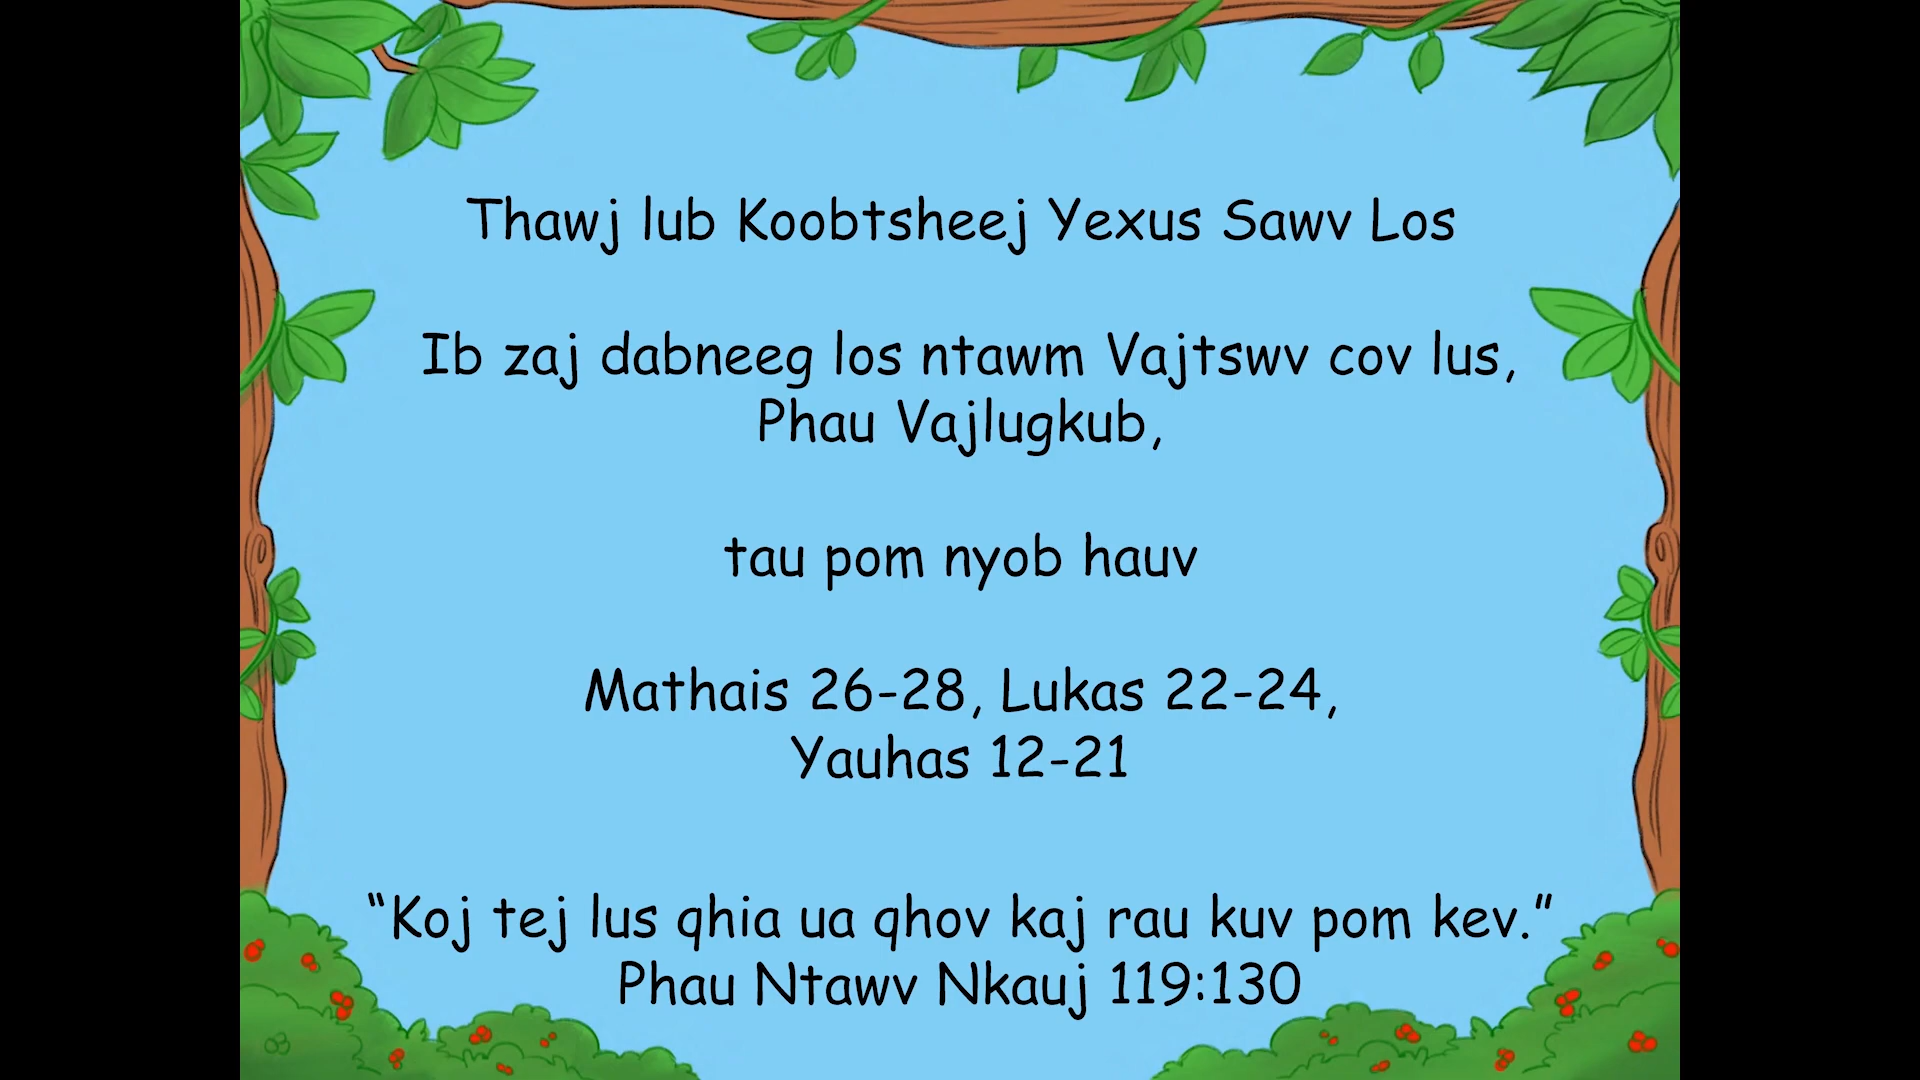 Thawj lub Koobtsheej Yexus Sawv Los
Ib zaj dabneeg los ntawm Vajtswv cov lus,
Phau Vajlugkub,
tau pom nyob hauv
Mathais 26-28, Lukas 22-24,
Yauhas 12-21
“Koj tej lus qhia ua qhov kaj rau kuv pom kev.”
Phau Ntawv Nkauj 119:130